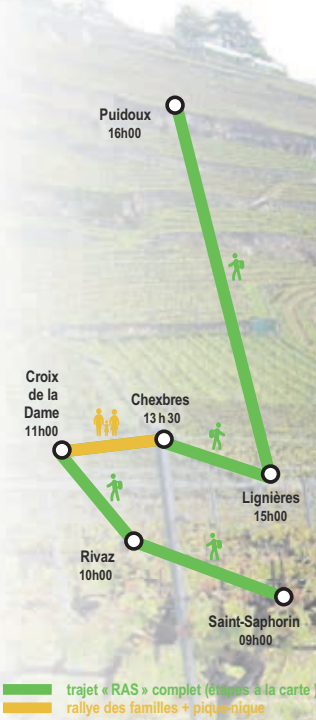 Puidoux
16h00
Croix
de la
Dame
11h00
Chexbres
13 h 30
Lignières
15h00
Rivaz
10h00
Saint-Saphorin
09h00
trajet « RAS » complet (étapes à la carte )
rallye des familles + pique-nique